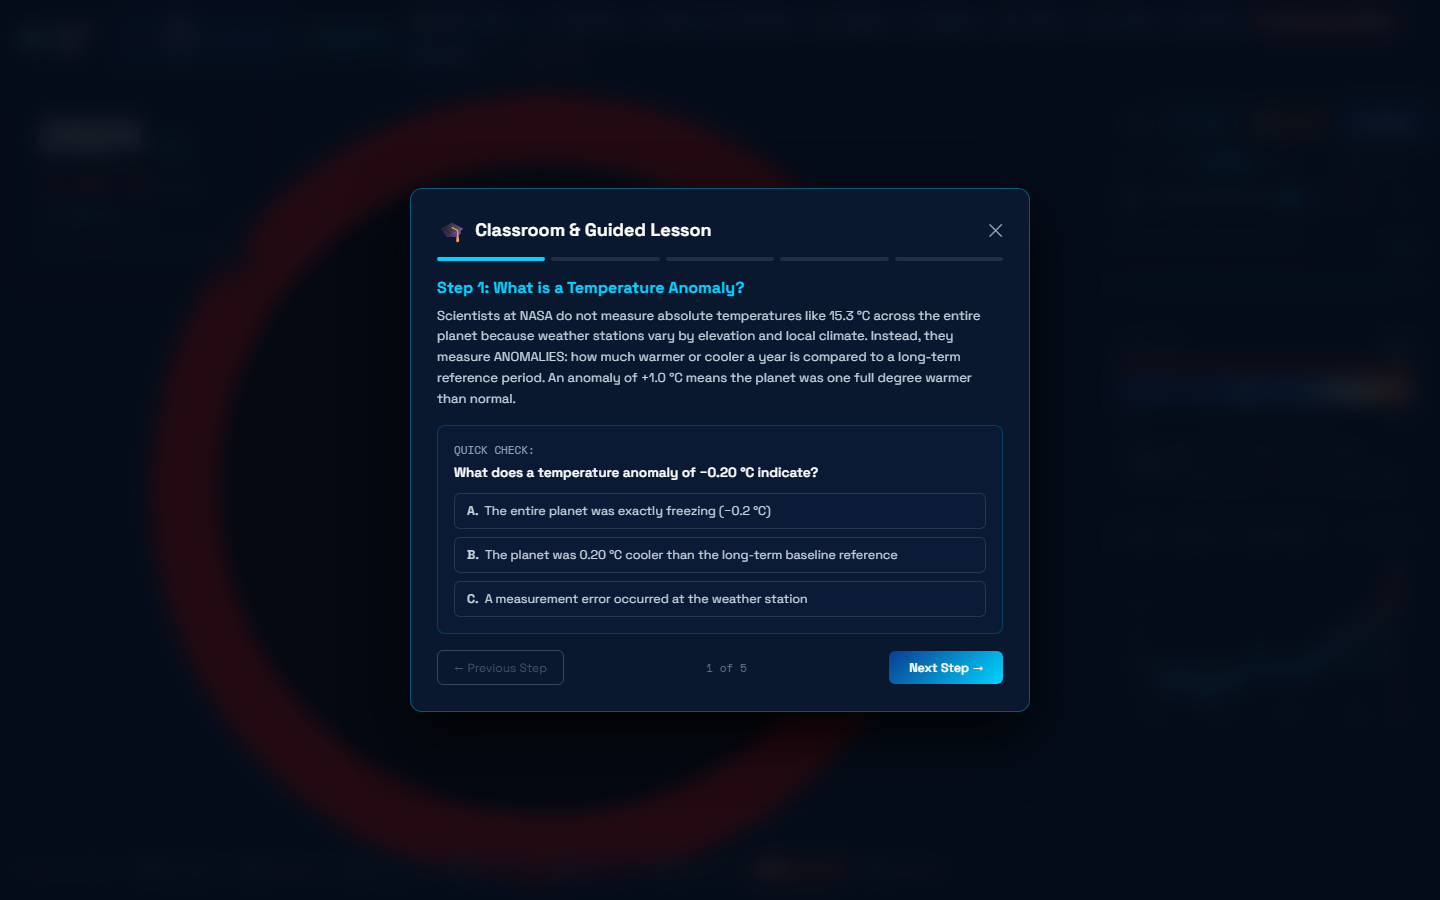 Classroom & Guided Lesson
Step 1: What is a Temperature Anomaly?
Scientists at NASA do not measure absolute temperatures like 15.3 °C across the entire
planet because weather stations vary by elevation and local climate. Instead, they
measure ANOMALIES: how much warmer or cooler a year is compared to a long-term
reference period. An anomaly of +1.0 °C means the planet was one full degree warmer
than normal.
QUICK CHECK:
What does a temperature anomaly of −0.20 °C indicate?
A. The entire planet was exactly freezing (−0.2 °C)
B. The planet was 0.20 °C cooler than the long-term baseline reference
C. A measurement error occurred at the weather station
← Previous Step
1 of 5
Next Step →